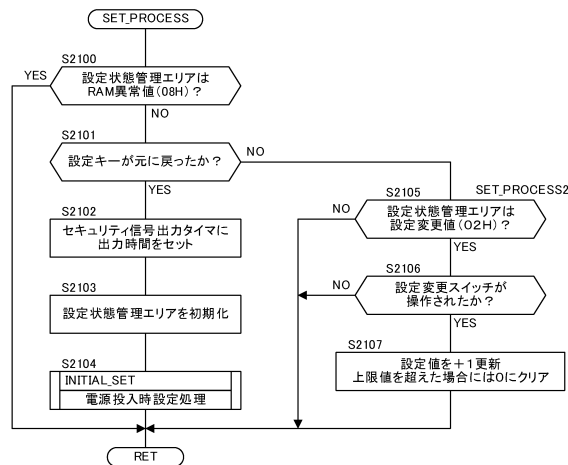 SET_PROCESS
S2100
設定状態管理エリアは
RAM異常値(08H)?
YES
NO
S2101
設定キーが元に戻ったか?
NO
YES
S2102
セキュリティ信号出力タイマに
出力時間をセット
S2103
設定状態管理エリアを初期化
S2104
INITIAL_SET
電源投入時設定処理
SET_PROCESS2
S2105
設定状態管理エリアは
設定変更値(02H)?
NO
YES
S2106
設定変更スイッチが
操作されたか?
NO
YES
S2107
設定値を+1更新
上限値を超えた場合には0にクリア
RET